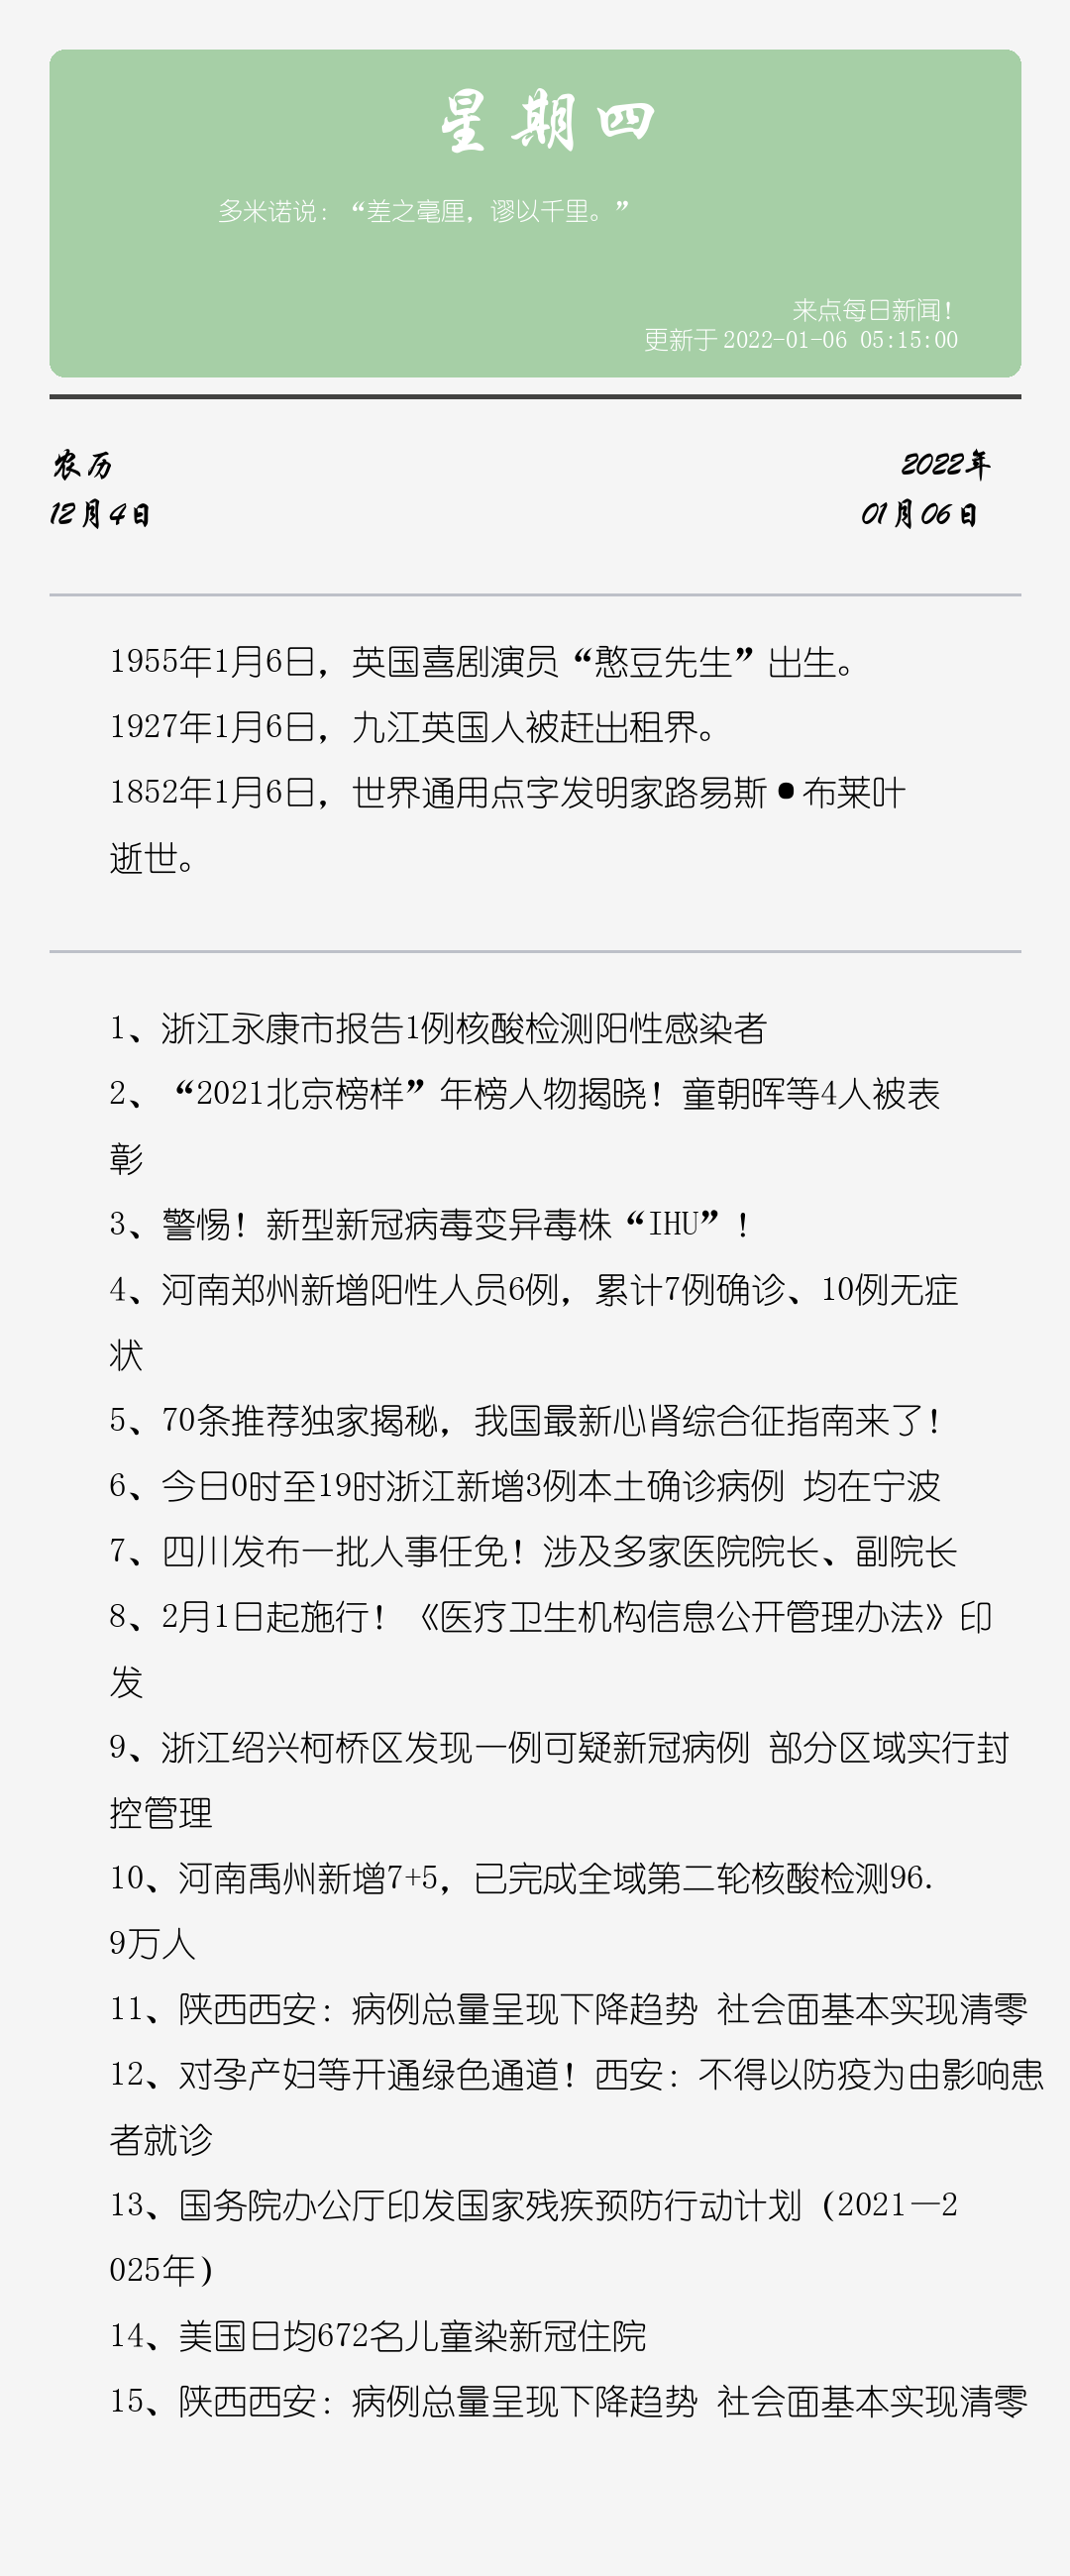 星期四
多米诺说：“差之毫厘，谬以千里。”
来点每日新闻！
更新于 2022-01-06 05:15:00
农历
2022年
12月4日
01月06日
1955年1月6日，英国喜剧演员“憨豆先生”出生。
1927年1月6日，九江英国人被赶出租界。
1852年1月6日，世界通用点字发明家路易斯•布莱叶
逝世。
1、浙江永康市报告1例核酸检测阳性感染者
2、“2021北京榜样”年榜人物揭晓！童朝晖等4人被表
彰
3、警惕！新型新冠病毒变异毒株“IHU”！
4、河南郑州新增阳性人员6例，累计7例确诊、10例无症
状
5、70条推荐独家揭秘，我国最新心肾综合征指南来了！
6、今日0时至19时浙江新增3例本土确诊病例 均在宁波
7、四川发布一批人事任免！涉及多家医院院长、副院长
8、2月1日起施行！《医疗卫生机构信息公开管理办法》印
发
9、浙江绍兴柯桥区发现一例可疑新冠病例 部分区域实行封
控管理
10、河南禹州新增7+5，已完成全域第二轮核酸检测96.
9万人
11、陕西西安：病例总量呈现下降趋势 社会面基本实现清零
12、对孕产妇等开通绿色通道！西安：不得以防疫为由影响患
者就诊
13、国务院办公厅印发国家残疾预防行动计划（2021—2
025年）
14、美国日均672名儿童染新冠住院
15、陕西西安：病例总量呈现下降趋势 社会面基本实现清零